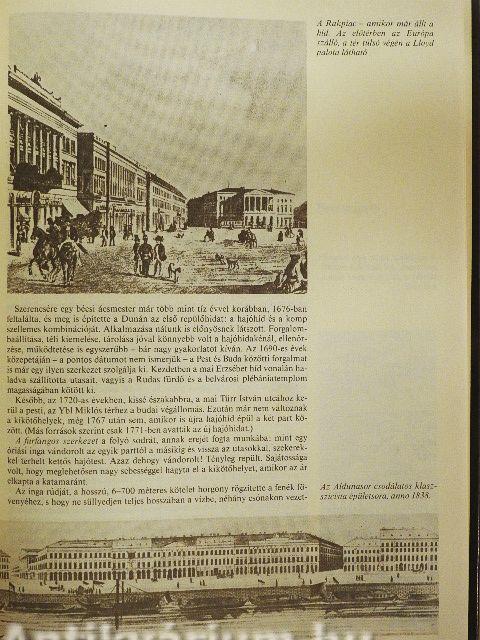 A Rakpiac – amikor már állt a
híd. Az előtérben az Európa
szálló, a tér túlsó végén a Lloyd
palota látható
Szerencsére egy bécsi ácsmester már több mint tíz évvel korábban, 1676-ban
feltalálta, és meg is építette a Dunán az első repülőhidat: a hajóhíd és a komp
szellemes kombinációját. Alkalmazása nálunk is előnyösnek látszott. Forgalom-
baállítása, téli kiemelése, tárolása jóval könnyebb volt a hajóhidakénál, ellenőr-
zése, működtetése is egyszerűbb – bár nagy gyakorlatot kíván. Az 1690-es évek
közepétáján – a pontos dátumot nem ismerjük – a Pest és Buda közötti forgalmat
is már egy ilyen szerkezet szolgálja ki. Kezdetben a mai Erzsébet híd vonalán ha-
ladva szállította utasait, vagyis a Rudas fürdő és a belvárosi plébániatemplom
magasságában kötött ki.
Később, az 1720-as években, kissé északabbra, a mai Türr István utcához ke-
rül a pesti, az Ybl Miklós térhez a budai végállomás. Ezután már nem változnak
a kikötőhelyek, még 1767 után sem, amikor is újra hajóhíd épül a két part kö-
zött. (Más források szerint csak 1771-ben avatták az új hajóhidat.)
A furfangos szerkezet a folyó sodrát, annak erejét fogta munkába: mint egy
óriási inga vándorolt az egyik parttól a másikig és vissza az utasokkal, szekerek-
kel terhelt kettős hajótest. Azaz dehogy vándorolt! Tényleg repült. Sajátossága
volt, hogy meglehetősen nagy sebességgel hagyta el a kikötőhelyet, amikor az ár
elkapta a katamaránt.
Az inga rúdját, a hosszú, 6–700 méteres kötelet horgony rögzítette a fenék fö-
vényéhez, s hogy ne süllyedjen teljes hosszában a vízbe, néhány csónakon vezet-
Az Aldunasor csodálatos klasz-
szicista épületsora, anno 1838.
Antikvárium.hu